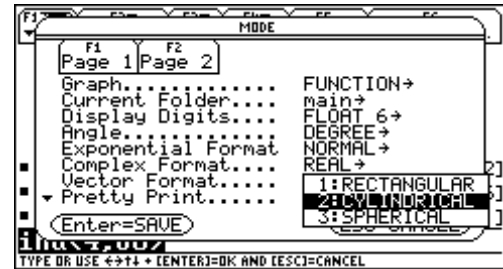 MODE
F1 F2
Page 1 Page 2
Graph............. FUNCTION→
Current Folder.... main→
Display Digits.... FLOAT 6→
Angle............. DEGREE→
Exponential Format NORMAL→
Complex Format.... REAL→
Vector Format.....
Pretty Print......
1:RECTANGULAR
2:CYLINDRICAL
3:SPHERICAL
Enter=SAVE
TYPE OR USE ←→↑↓ + [ENTER]=OK AND [ESC]=CANCEL